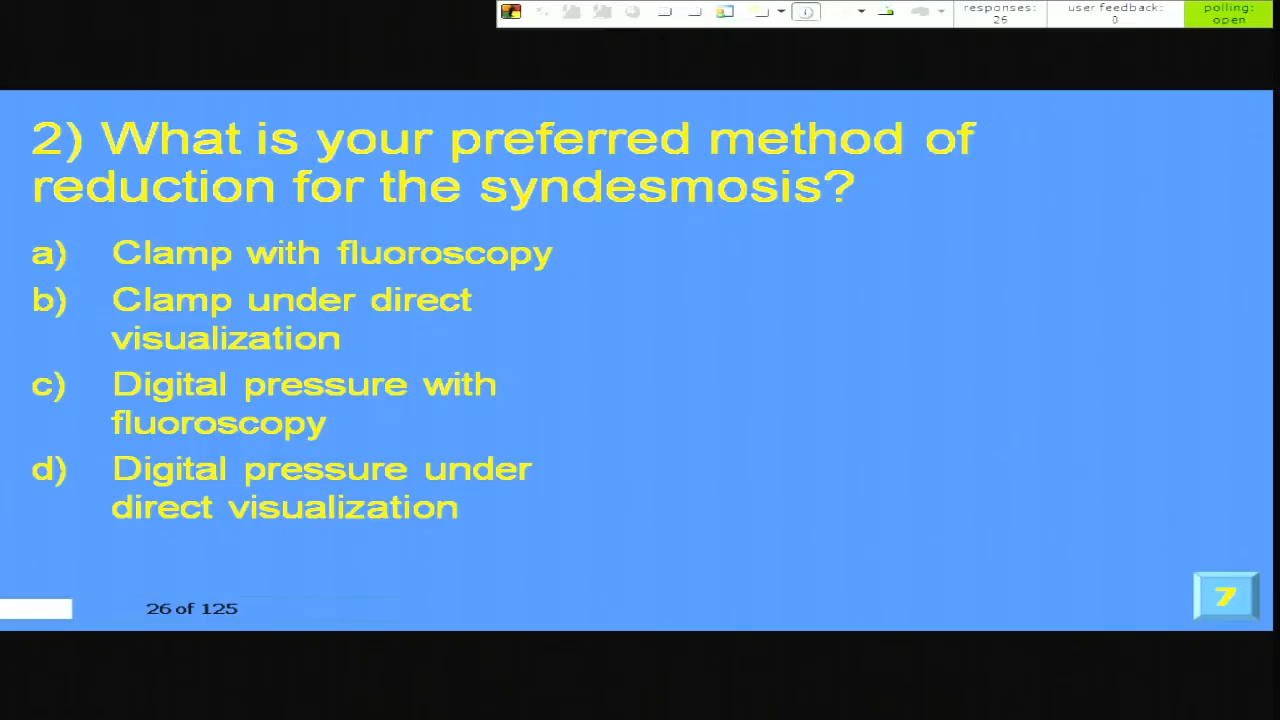 responses:
26
user feedback:
0
polling:
open
2) What is your preferred method of
reduction for the syndesmosis?
a) Clamp with fluoroscopy
b) Clamp under direct
visualization
c) Digital pressure with
fluoroscopy
d) Digital pressure under
direct visualization
26 of 125
7